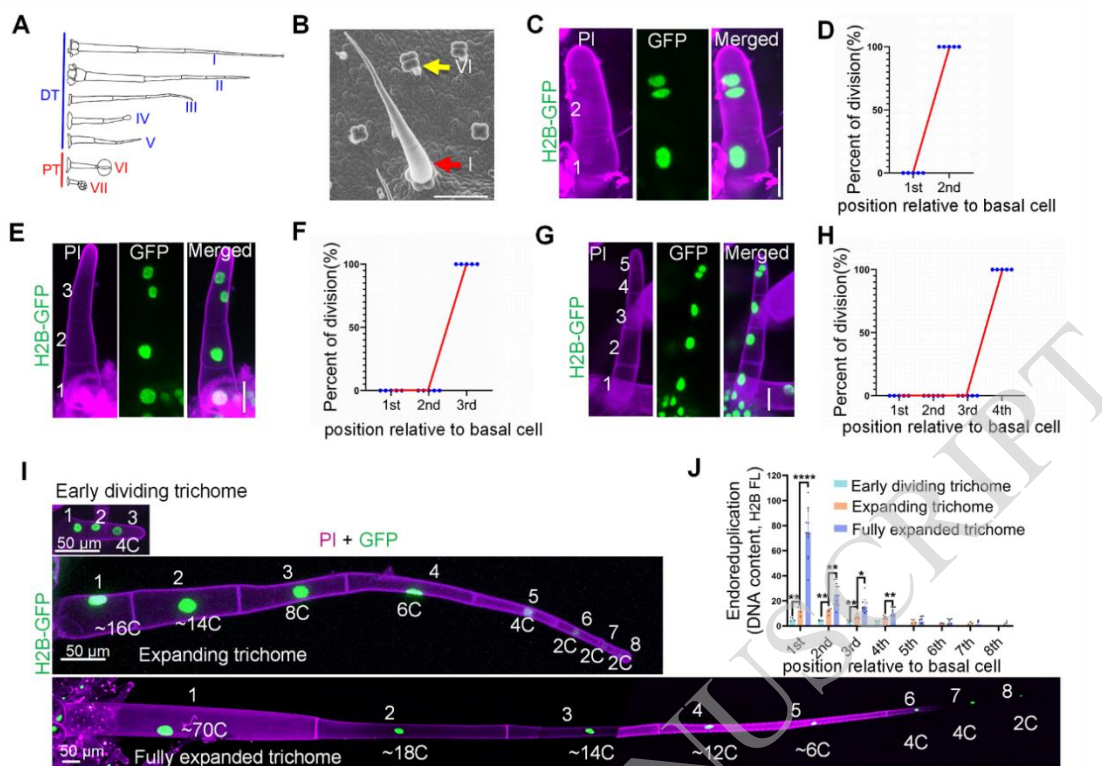 A
I
II
DT
III
IV
V
PT
VI
VII
B
VI
I
C
PI GFP Merged
H2B-GFP
2
1
D
Percent of division(%)
100
50
0
1st 2nd
position relative to basal cell
E
PI GFP Merged
H2B-GFP
3
2
1
F
Percent of division(%)
100
50
0
1st 2nd 3rd
position relative to basal cell
G
PI GFP Merged
H2B-GFP
5
4
3
2
1
H
Percent of division(%)
100
50
0
1st 2nd 3rd 4th
position relative to basal cell
I
Early dividing trichome
1 2 3
4C
50 µm
PI + GFP
H2B-GFP
1 2 3 4 5 6 7 8
~16C ~14C 8C 6C 4C 2C 2C 2C
50 µm
Expanding trichome
1 2 3 4 5 6 7 8
~70C ~18C ~14C ~12C ~6C 4C 4C 2C
50 µm
Fully expanded trichome
J
Early dividing trichome
Expanding trichome
Fully expanded trichome
Endoreduplication
(DNA content, H2B FL)
120
100
80
60
40
20
0
**** ** ** ** ** * **
1st 2nd 3rd 4th 5th 6th 7th 8th
position relative to basal cell
NUSCRIPT